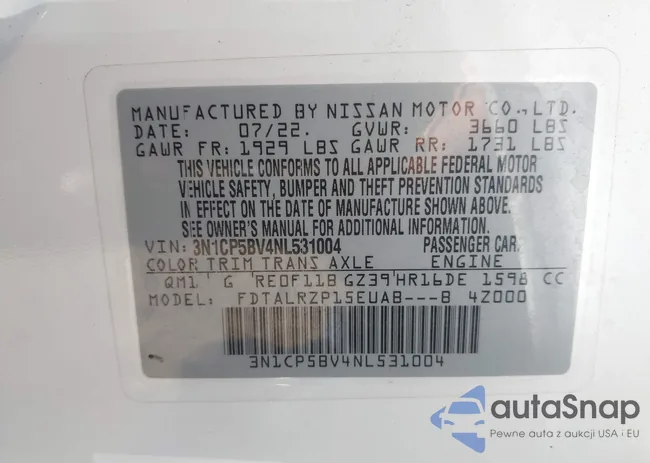 MANUFACTURED BY NISSAN MOTOR CO., LTD.
DATE: 07/22. GVWR: 3660 LBS
GAWR FR: 1929 LBS GAWR RR: 1731 LBS
THIS VEHICLE CONFORMS TO ALL APPLICABLE FEDERAL MOTOR
VEHICLE SAFETY, BUMPER AND THEFT PREVENTION STANDARDS
IN EFFECT ON THE DATE OF MANUFACTURE SHOWN ABOVE.
SEE OWNER'S MANUAL FOR ADDITIONAL INFORMATION.
VIN: 3N1CP5BV4NL531004 PASSENGER CAR
COLOR TRIM TRANS AXLE ENGINE
QM1 G RE0F11B GZ39 HR16DE 1598 CC
MODEL: FDTALRZP15EUAB---B 4Z000
3N1CP5BV4NL531004
autaSnap
Pewne auta z aukcji USA i EU